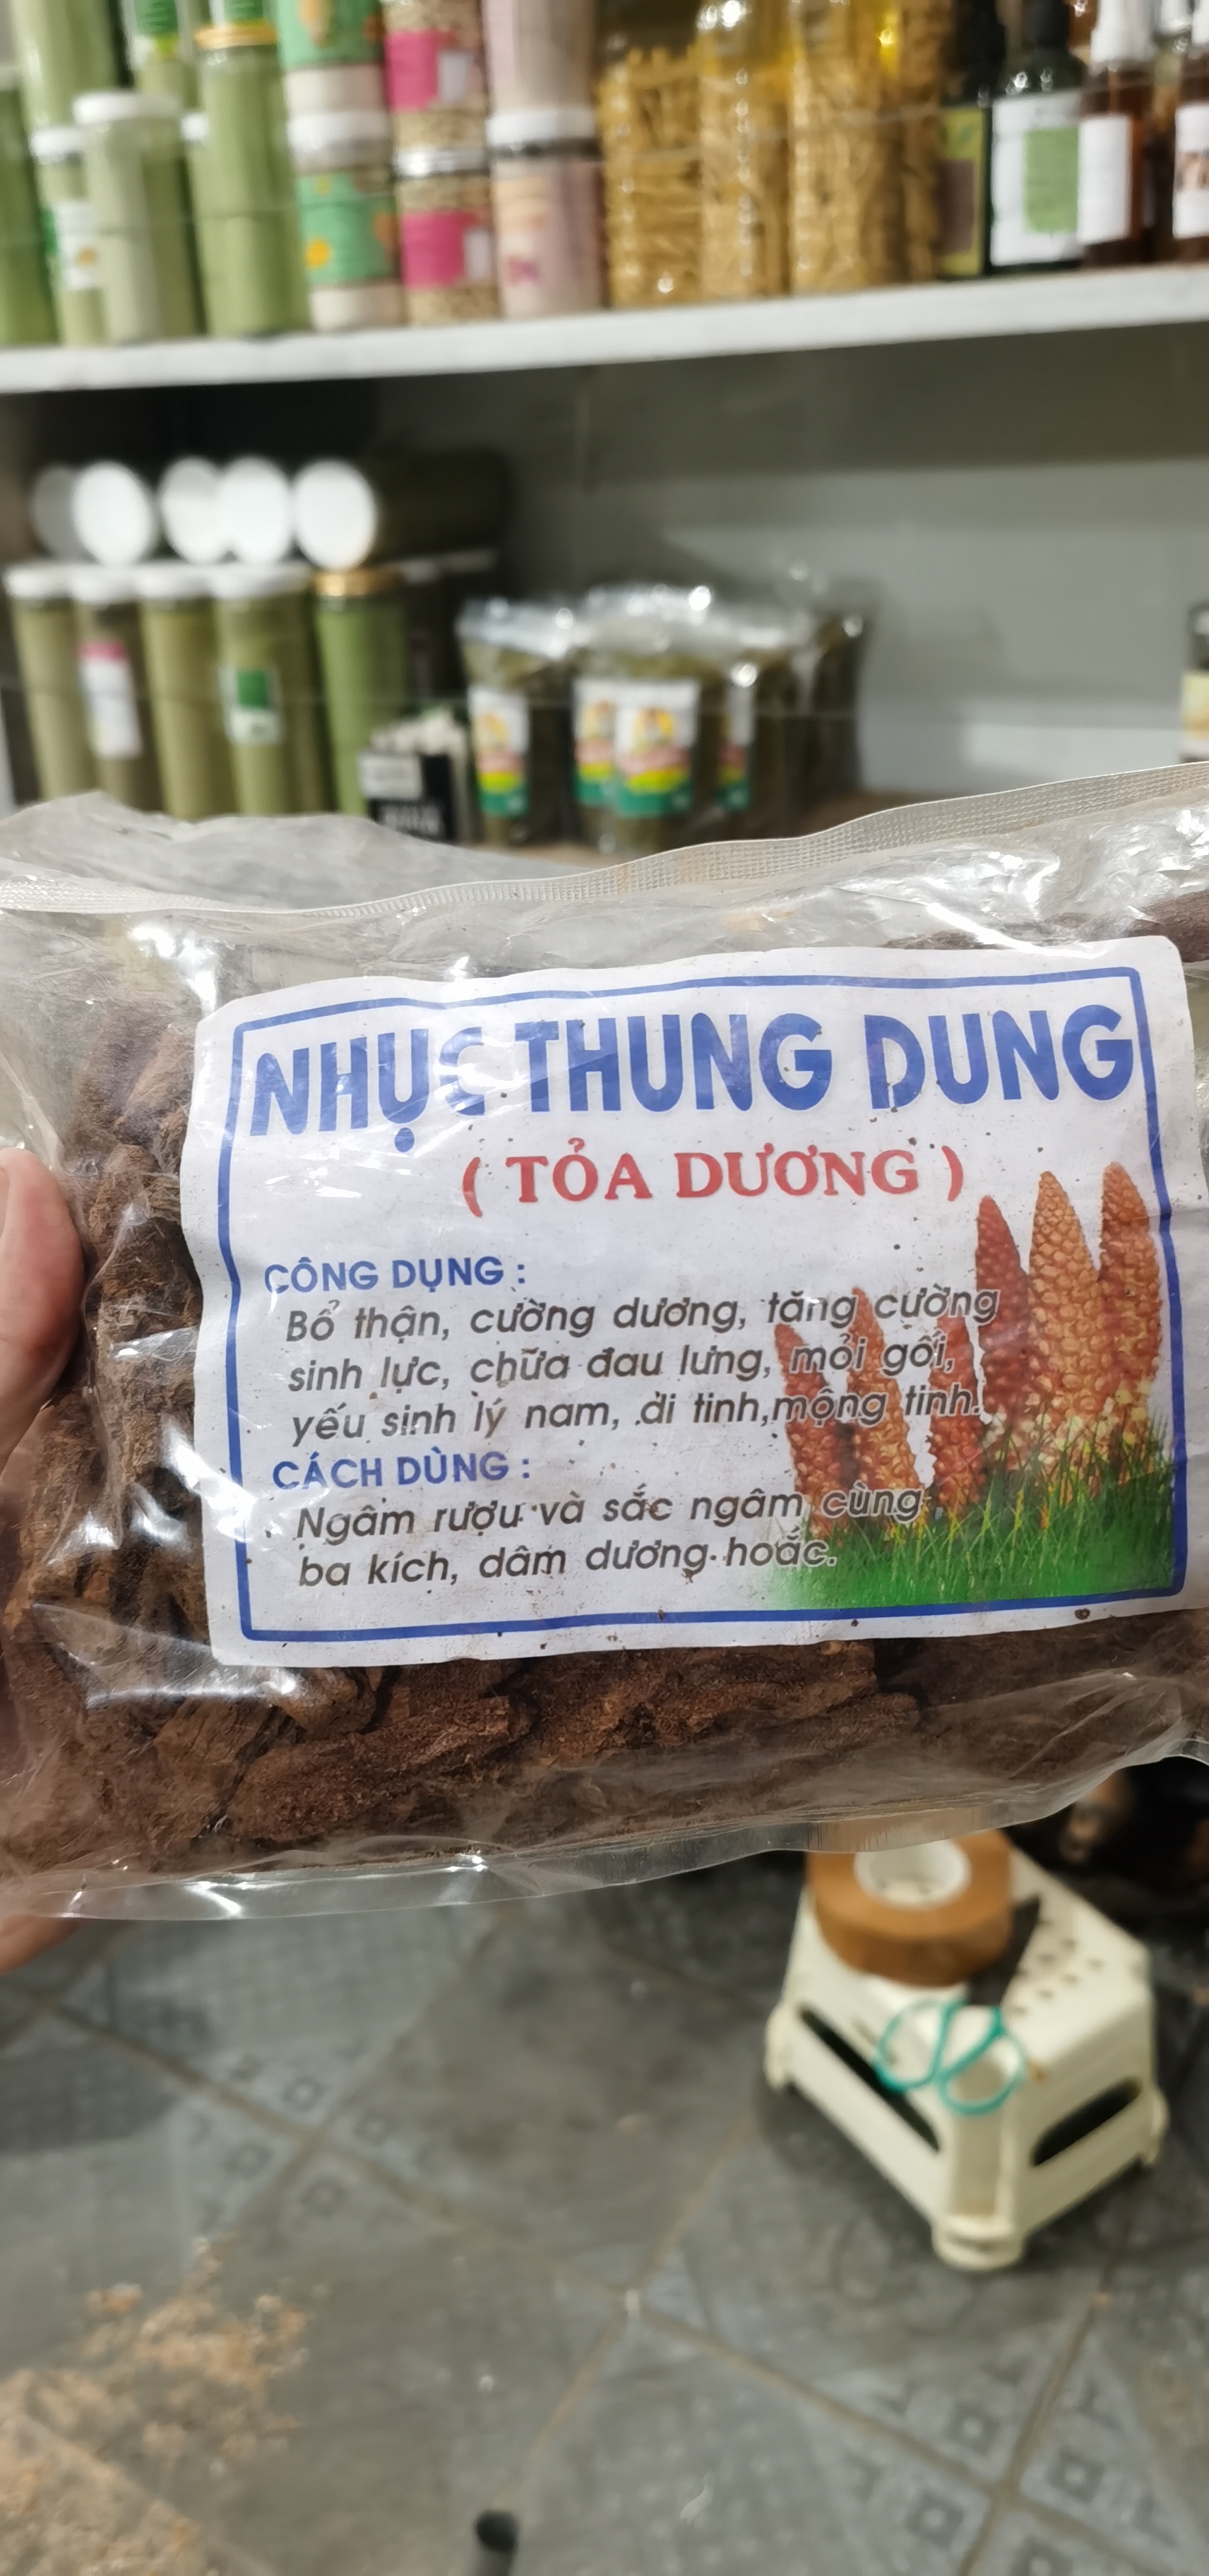 NHỤC THUNG DUNG
( TỎA DƯƠNG )
CÔNG DỤNG :
Bổ thận, cường dương, tăng cường
sinh lực, chữa đau lưng, mỏi gối,
yếu sinh lý nam, di tinh,mộng tinh.
CÁCH DÙNG :
Ngâm rượu và sắc ngâm cùng
ba kích, dâm dương hoắc.